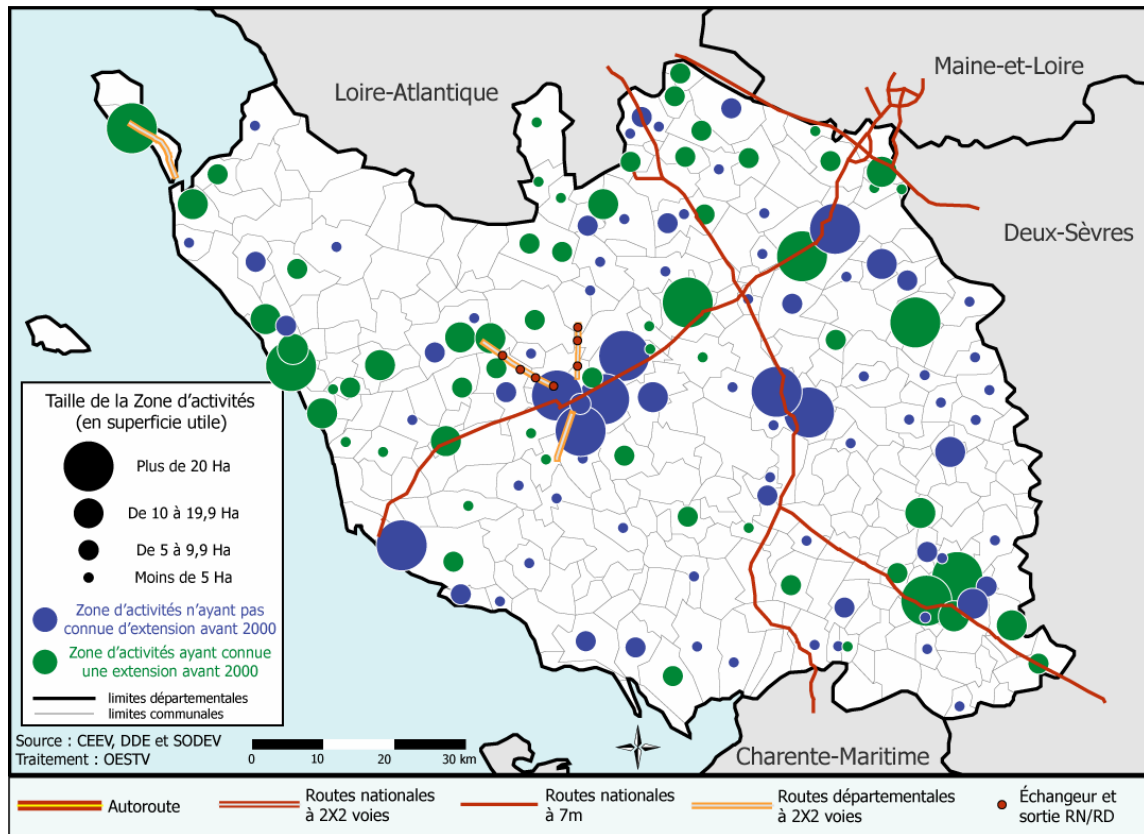 Loire-Atlantique
Maine-et-Loire
Deux-Sèvres
Charente-Maritime
Taille de la Zone d'activités
(en superficie utile)
Plus de 20 Ha
De 10 à 19,9 Ha
De 5 à 9,9 Ha
Moins de 5 Ha
Zone d'activités n'ayant pas
connue d'extension avant 2000
Zone d'activités ayant connue
une extension avant 2000
limites départementales
limites communales
Source : CEEV, DDE et SODEV
Traitement : OESTV
0 10 20 30 km
Autoroute
Routes nationales
à 2X2 voies
Routes nationales
à 7m
Routes départementales
à 2X2 voies
Échangeur et
sortie RN/RD